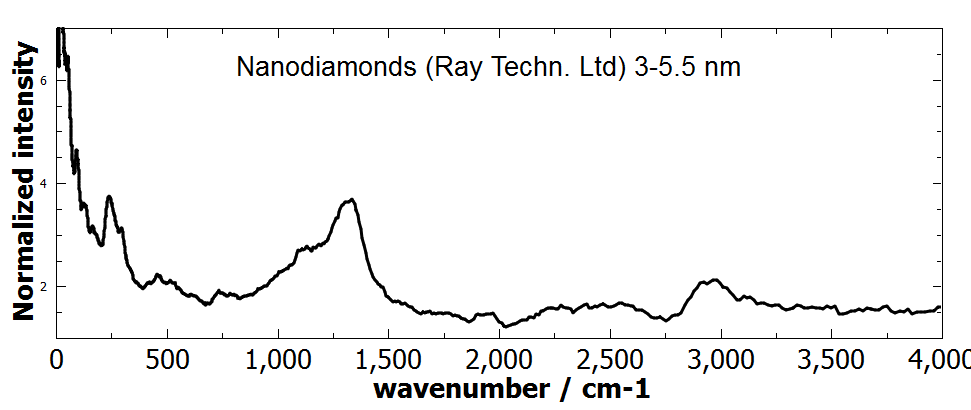 Nanodiamonds (Ray Techn. Ltd) 3-5.5 nm
Normalized intensity
6
4
2
0 500 1,000 1,500 2,000 2,500 3,000 3,500 4,000
wavenumber / cm-1